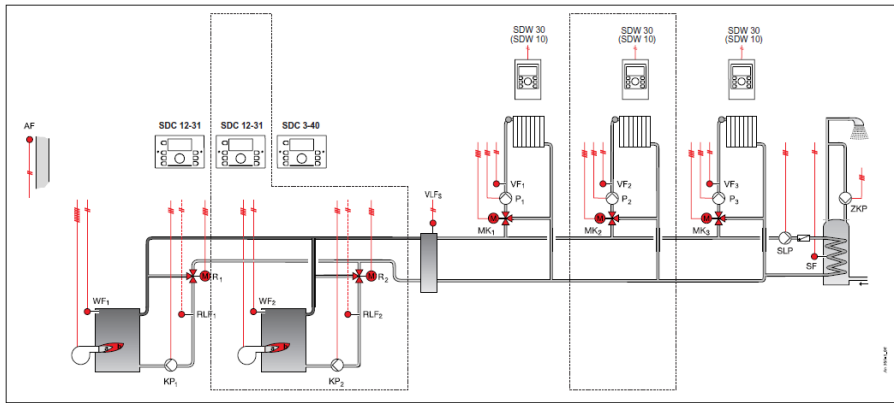 SDW 30
(SDW 10)
SDW 30
(SDW 10)
SDW 30
(SDW 10)
AF
SDC 12-31
SDC 12-31
SDC 3-40
VF1
VF2
VF3
VLFS
P1
P2
P3
ZKP
MK1
MK2
MK3
SLP
SF
M
M
M
M
R1
M
R2
WF1
RLF1
WF2
RLF2
KP1
KP2